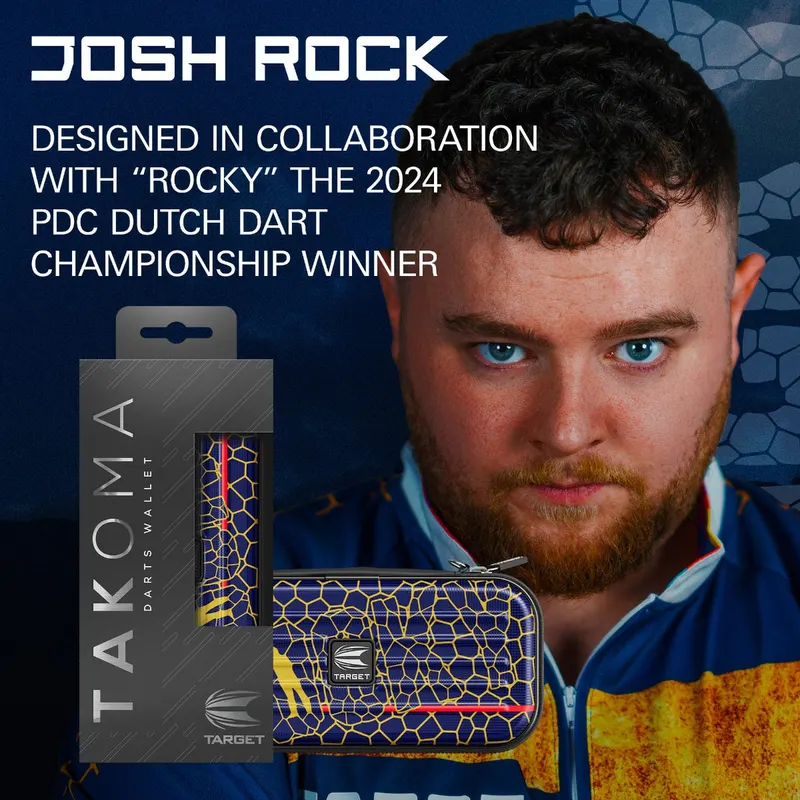 JOSH ROCK
DESIGNED IN COLLABORATION
WITH “ROCKY” THE 2024
PDC DUTCH DART
CHAMPIONSHIP WINNER
TAKOMA
DARTS WALLET
TARGET
TARGET